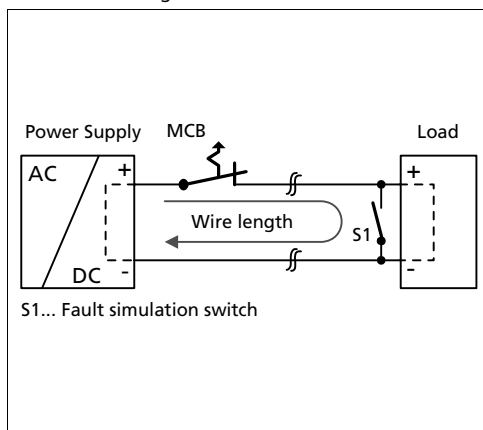 Power Supply MCB Load
AC + +
Wire length
S1
DC - -
S1... Fault simulation switch